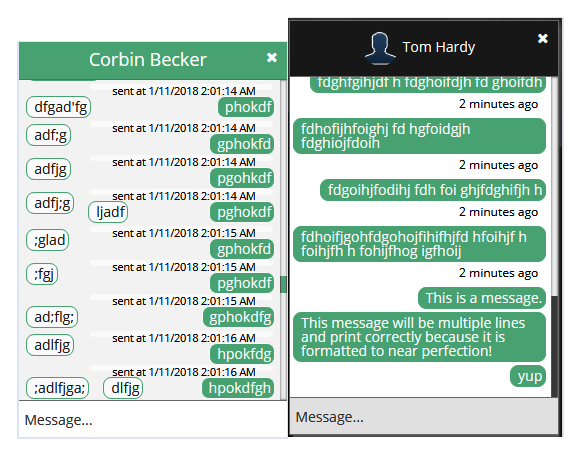 Corbin Becker ✖
sent at 1/11/2018 2:01:14 AM
dfgad'fg phokdf
sent at 1/11/2018 2:01:14 AM
adf;g gphokfd
sent at 1/11/2018 2:01:14 AM
adfjg pgohkdf
sent at 1/11/2018 2:01:14 AM
adfj;g ljadf pghokdf
sent at 1/11/2018 2:01:15 AM
;glad gphokfd
sent at 1/11/2018 2:01:15 AM
;fgj pghokdf
sent at 1/11/2018 2:01:15 AM
ad;flg; gphokdfg
sent at 1/11/2018 2:01:16 AM
adlfjg hpokfdg
sent at 1/11/2018 2:01:16 AM
;adlfjga; dlfjg hpokdfgh
Message...
Tom Hardy ✖
fdghfgihjdf h fdghoifdjh fd ghoifdh
2 minutes ago
fdhofijhfoighj fd hgfoidgjh
fdghiojfdoih
2 minutes ago
fdgoihjfodihj fdh foi ghjfdghifjh h
2 minutes ago
fdhoifjgohfdgohojfihifhjfd hfoihjf h
foihjfh h fohijfhog igfhoij
2 minutes ago
This is a message.
This message will be multiple lines
and print correctly because it is
formatted to near perfection!
yup
Message...